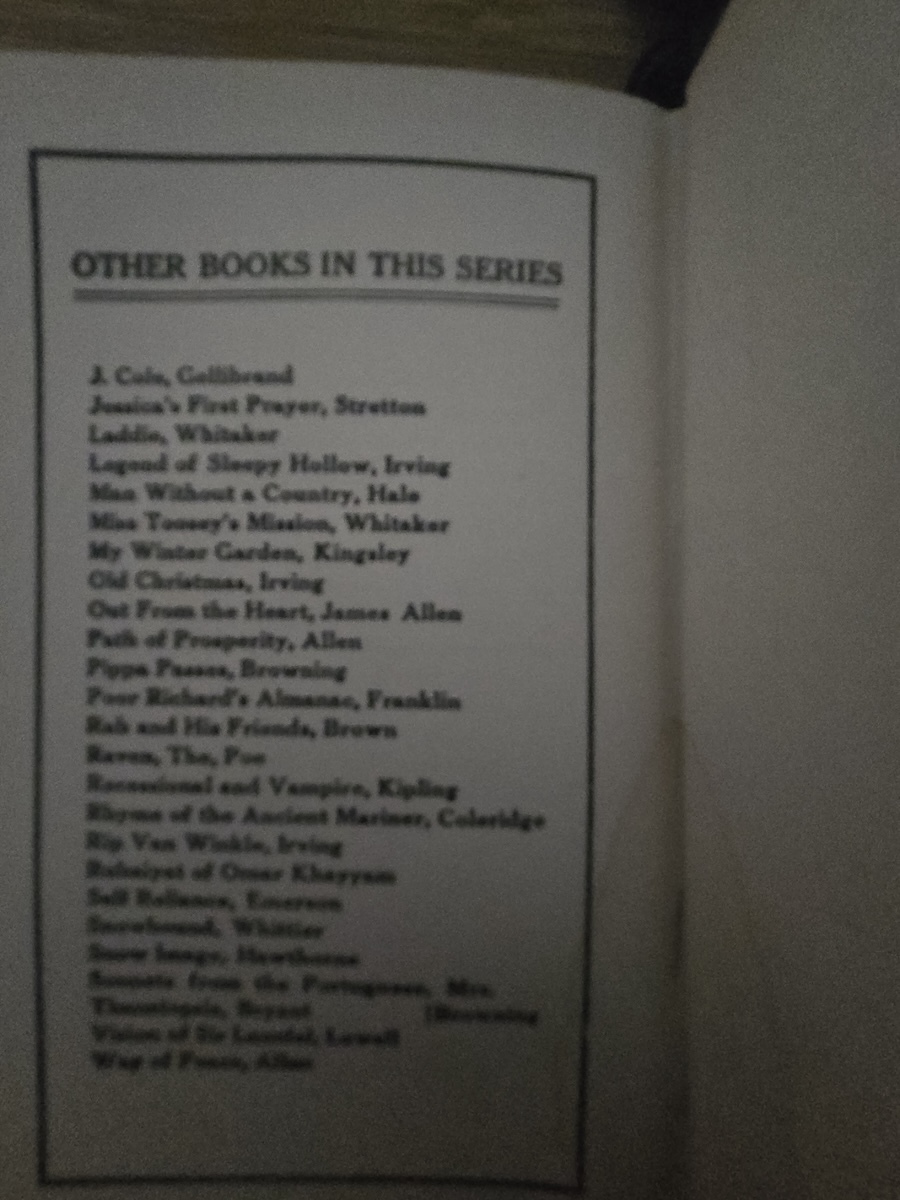 OTHER BOOKS IN THIS SERIES
J. Cole, Gellibrand
Jessica's First Prayer, Stretton
Laddie, Whitaker
Legend of Sleepy Hollow, Irving
Man Without a Country, Hale
Miss Toosey's Mission, Whitaker
My Winter Garden, Kingsley
Old Christmas, Irving
Out From the Heart, James Allen
Path of Prosperity, Allen
Pippa Passes, Browning
Poor Richard's Almanac, Franklin
Rab and His Friends, Brown
Raven, The, Poe
Recessional and Vampire, Kipling
Rhyme of the Ancient Mariner, Coleridge
Rip Van Winkle, Irving
Rubaiyat of Omar Khayyam
Self Reliance, Emerson
Snowbound, Whittier
Snow Image, Hawthorne
Sonnets from the Portuguese, Mrs.
Thanatopsis, Bryant [Browning
Vision of Sir Launfal, Lowell
Way of Peace, Allen